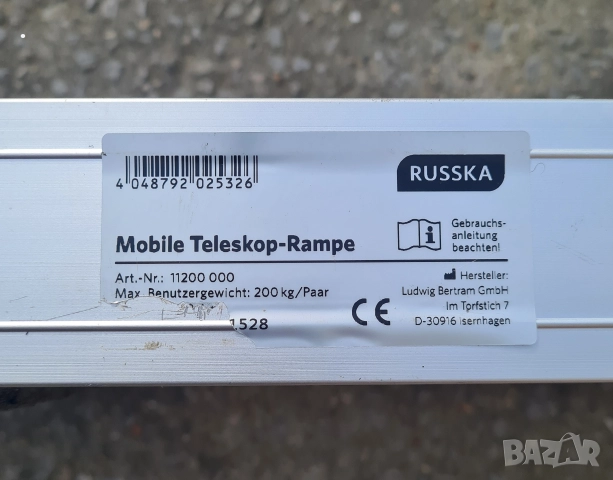 4 048792 025326
RUSSKA
Mobile Teleskop-Rampe
Gebrauchs-
anleitung
beachten!
Art.-Nr.: 11200 000
Max. Benutzergewicht: 200 kg/Paar
1528
CE
Hersteller:
Ludwig Bertram GmbH
Im Torfstich 7
D-30916 Isernhagen
BAZAR